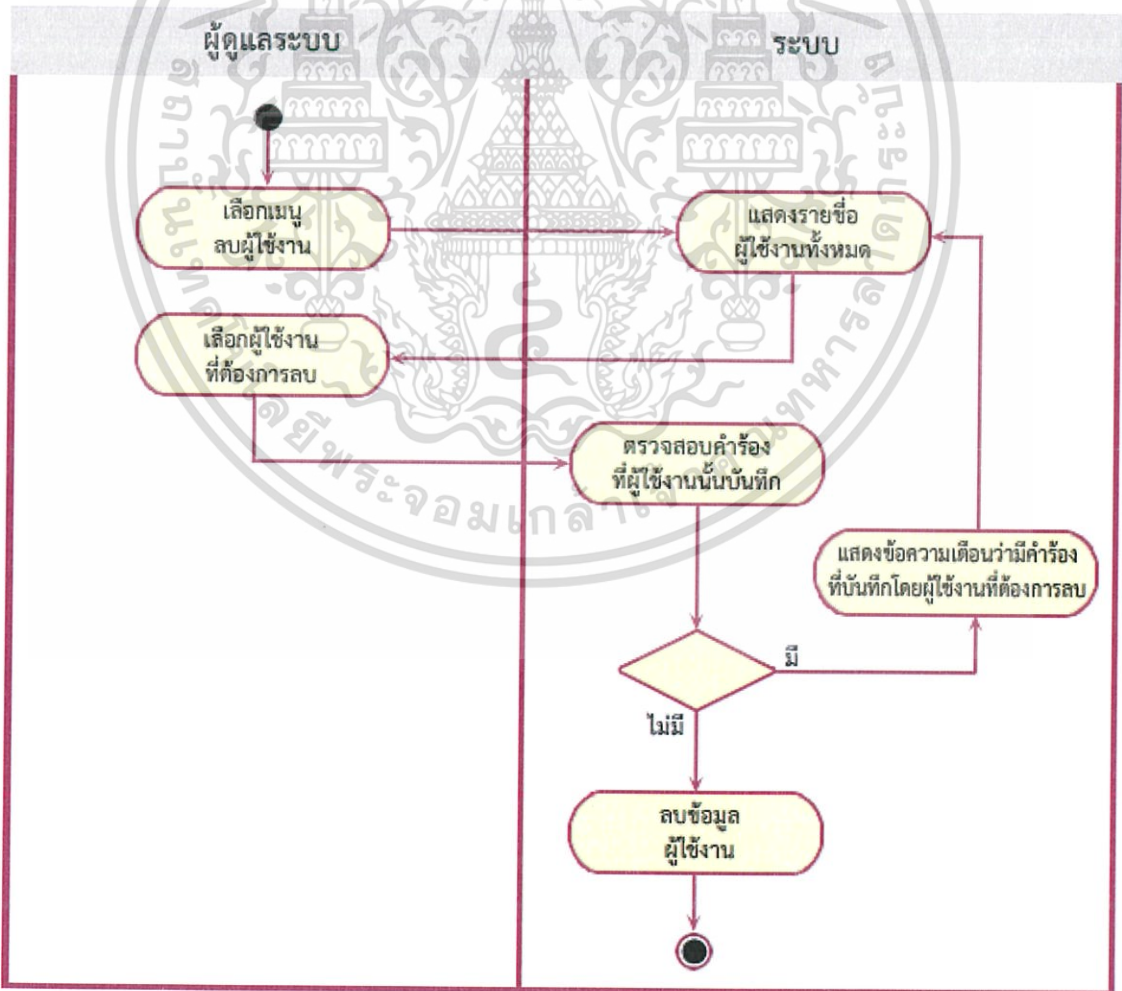 ผู้ดูแลระบบ
ระบบ
เลือกเมนู
ลบผู้ใช้งาน
แสดงรายชื่อ
ผู้ใช้งานทั้งหมด
เลือกผู้ใช้งาน
ที่ต้องการลบ
ตรวจสอบคำร้อง
ที่ผู้ใช้งานนั้นบันทึก
แสดงข้อความเตือนว่ามีคำร้อง
ที่บันทึกโดยผู้ใช้งานที่ต้องการลบ
มี
ไม่มี
ลบข้อมูล
ผู้ใช้งาน